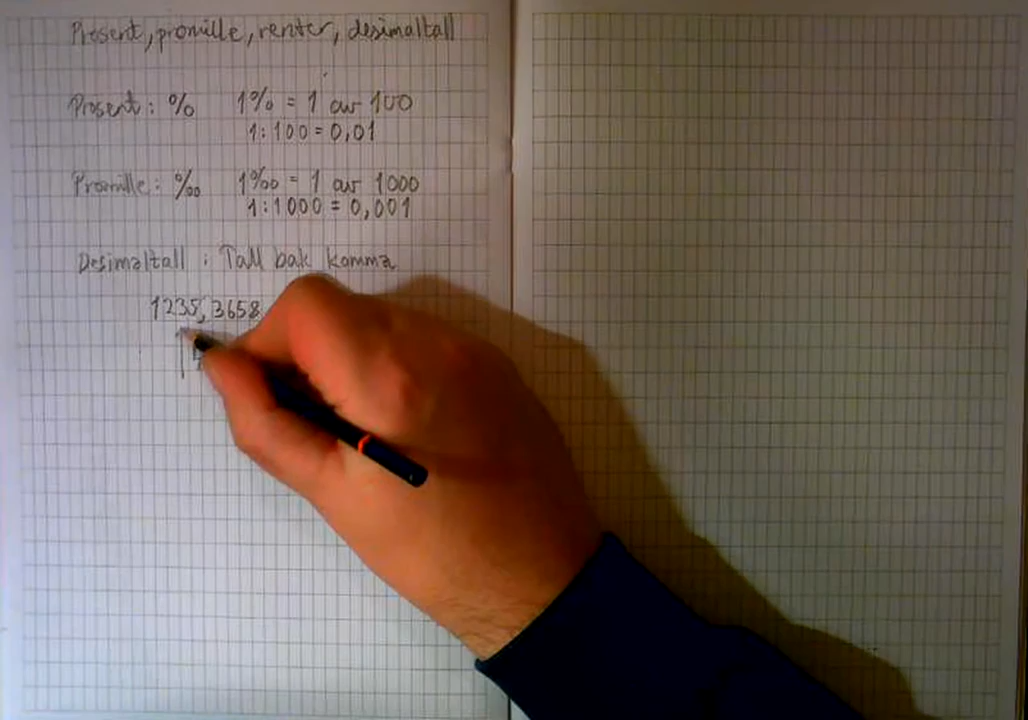 Prosent, promille, renter, desimaltall
Prosent: % 1% = 1 av 100
1:100 = 0,01
Promille: ‰ 1‰ = 1 av 1000
1:1000 = 0,001
Desimaltall : Tall bak komma
1235,3658